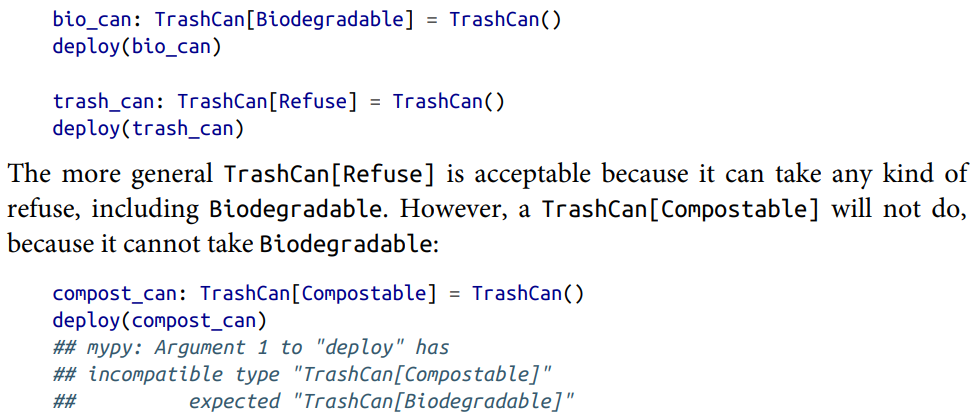 bio_can: TrashCan[Biodegradable] = TrashCan()
deploy(bio_can)
trash_can: TrashCan[Refuse] = TrashCan()
deploy(trash_can)
The more general TrashCan[Refuse] is acceptable because it can take any kind of
refuse, including Biodegradable. However, a TrashCan[Compostable] will not do,
because it cannot take Biodegradable:
compost_can: TrashCan[Compostable] = TrashCan()
deploy(compost_can)
## mypy: Argument 1 to "deploy" has
## incompatible type "TrashCan[Compostable]"
##          expected "TrashCan[Biodegradable]"